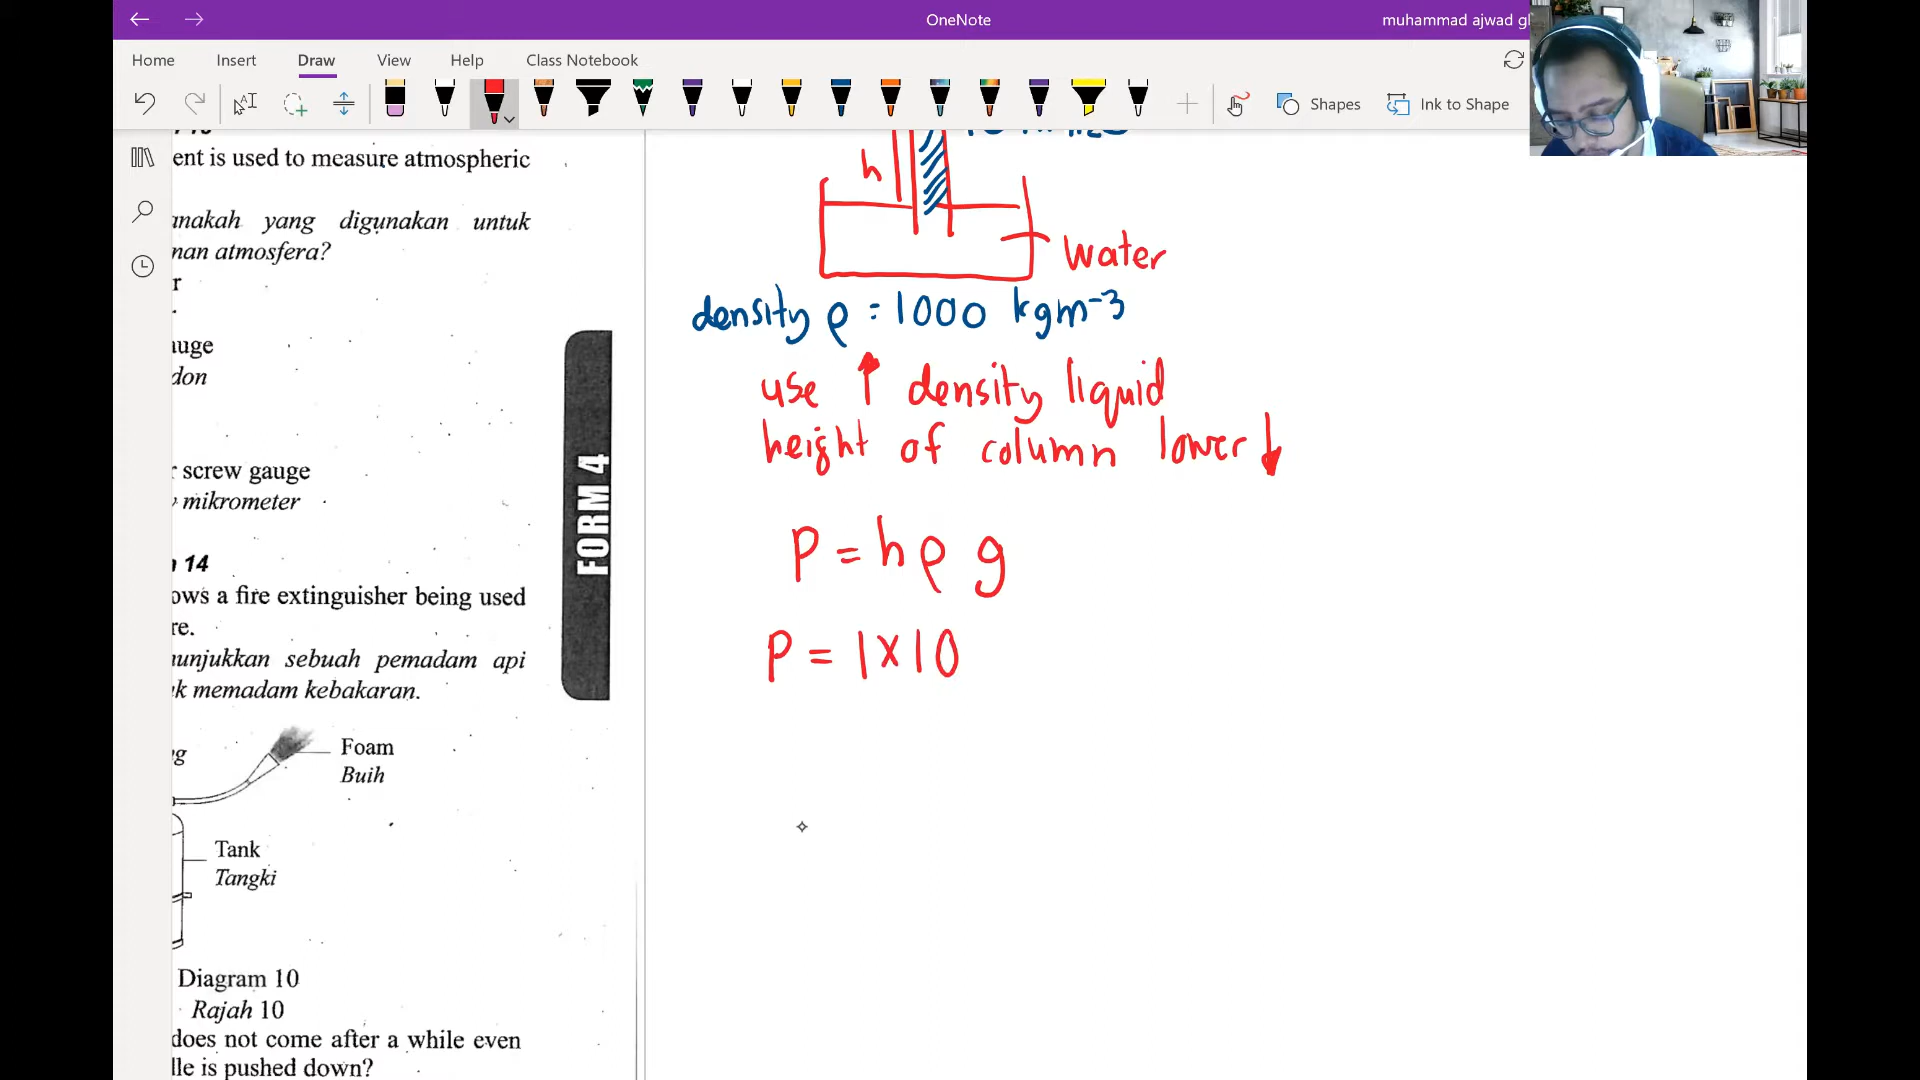 OneNote
muhammad ajwad
Home Insert Draw View Help Class Notebook
Shapes Ink to Shape
ent is used to measure atmospheric
anakah yang digunakan untuk
nan atmosfera?
r
uge
don
screw gauge
mikrometer
14
ows a fire extinguisher being used
re.
nunjukkan sebuah pemadam api
k memadam kebakaran.
g
Foam
Buih
Tank
Tangki
Diagram 10
Rajah 10
does not come after a while even
lle is pushed down?
FORM 4
h
water
density ρ = 1000 kgm-3
use ↑ density liquid
height of column lower ↓
P = h ρ g
P = 1x10